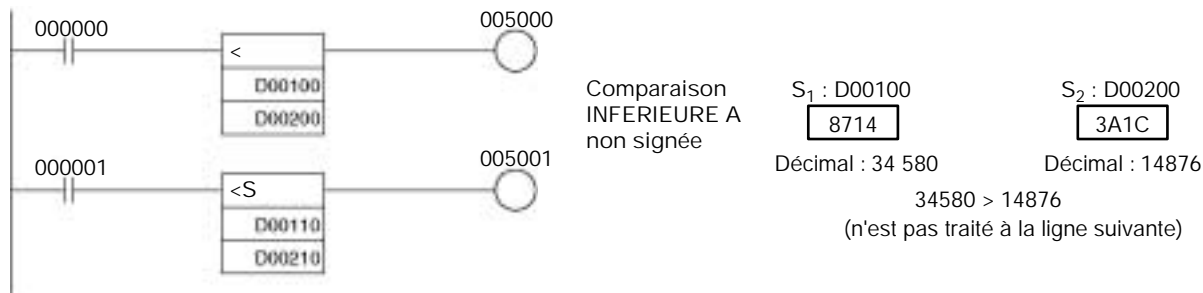 000000
005000
<
D00100
D00200
000001
005001
<S
D00110
D00210
Comparaison
INFERIEURE A
non signée
S1 : D00100
S2 : D00200
8714
3A1C
Décimal : 34 580
Décimal : 14876
34580 > 14876
(n'est pas traité à la ligne suivante)